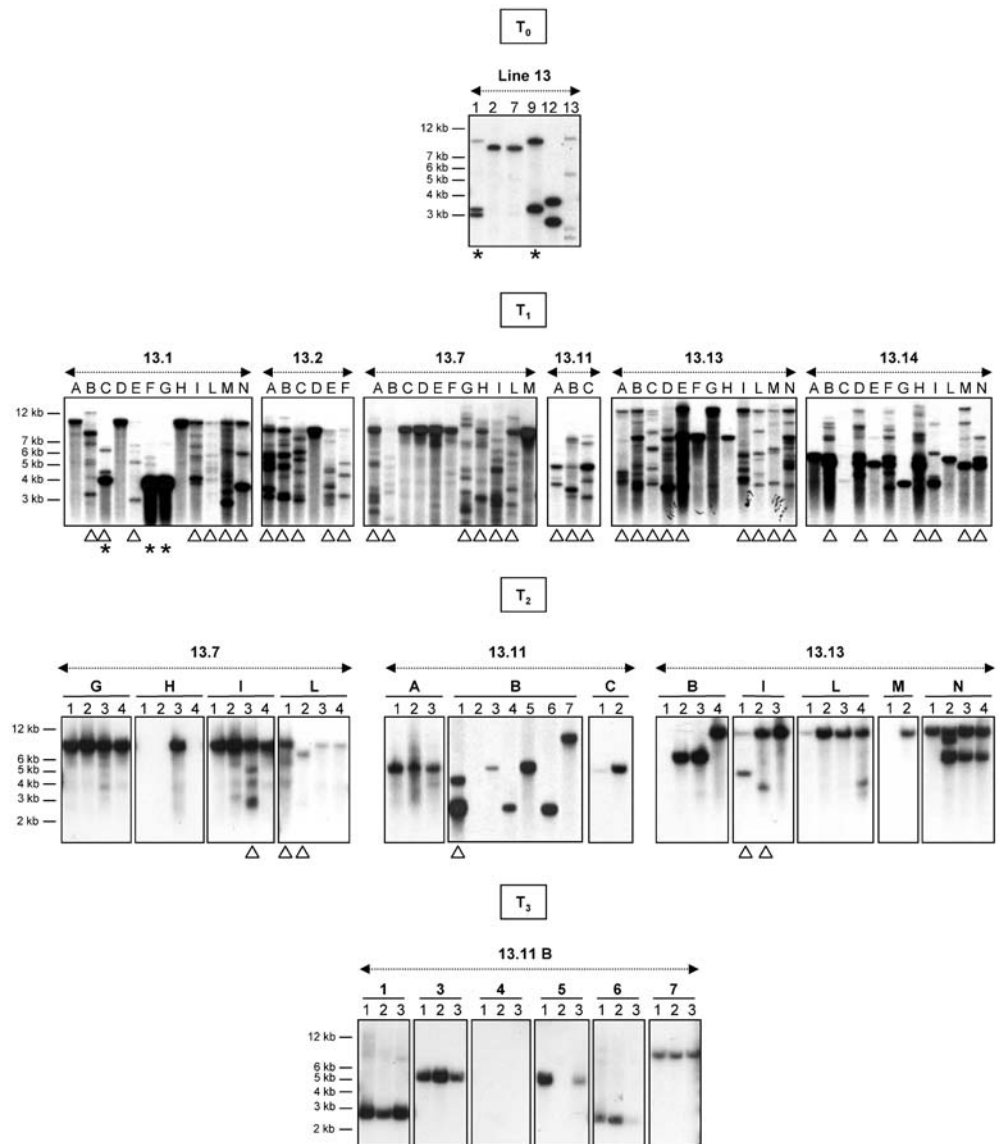 T0
Line 13
1 2 7 9 12 13
12 kb
7 kb
6 kb
5 kb
4 kb
3 kb
* *
T1
13.1 13.2 13.7 13.11 13.13 13.14
A B C D E F G H I L M N A B C D E F A B C D E F G H I L M A B C A B C D E F G H I L M N A B C D E F G H I L M N
12 kb
7 kb
6 kb
5 kb
4 kb
3 kb
* * *
T2
13.7 13.11 13.13
G H I L A B C B I L M N
1 2 3 4 1 2 3 4 1 2 3 4 1 2 3 4 1 2 3 1 2 3 4 5 6 7 1 2 1 2 3 4 1 2 3 1 2 3 4 1 2 1 2 3 4
12 kb
6 kb
5 kb
4 kb
3 kb
2 kb
T3
13.11 B
1 3 4 5 6 7
1 2 3 1 2 3 1 2 3 1 2 3 1 2 3 1 2 3
12 kb
6 kb
5 kb
4 kb
3 kb
2 kb